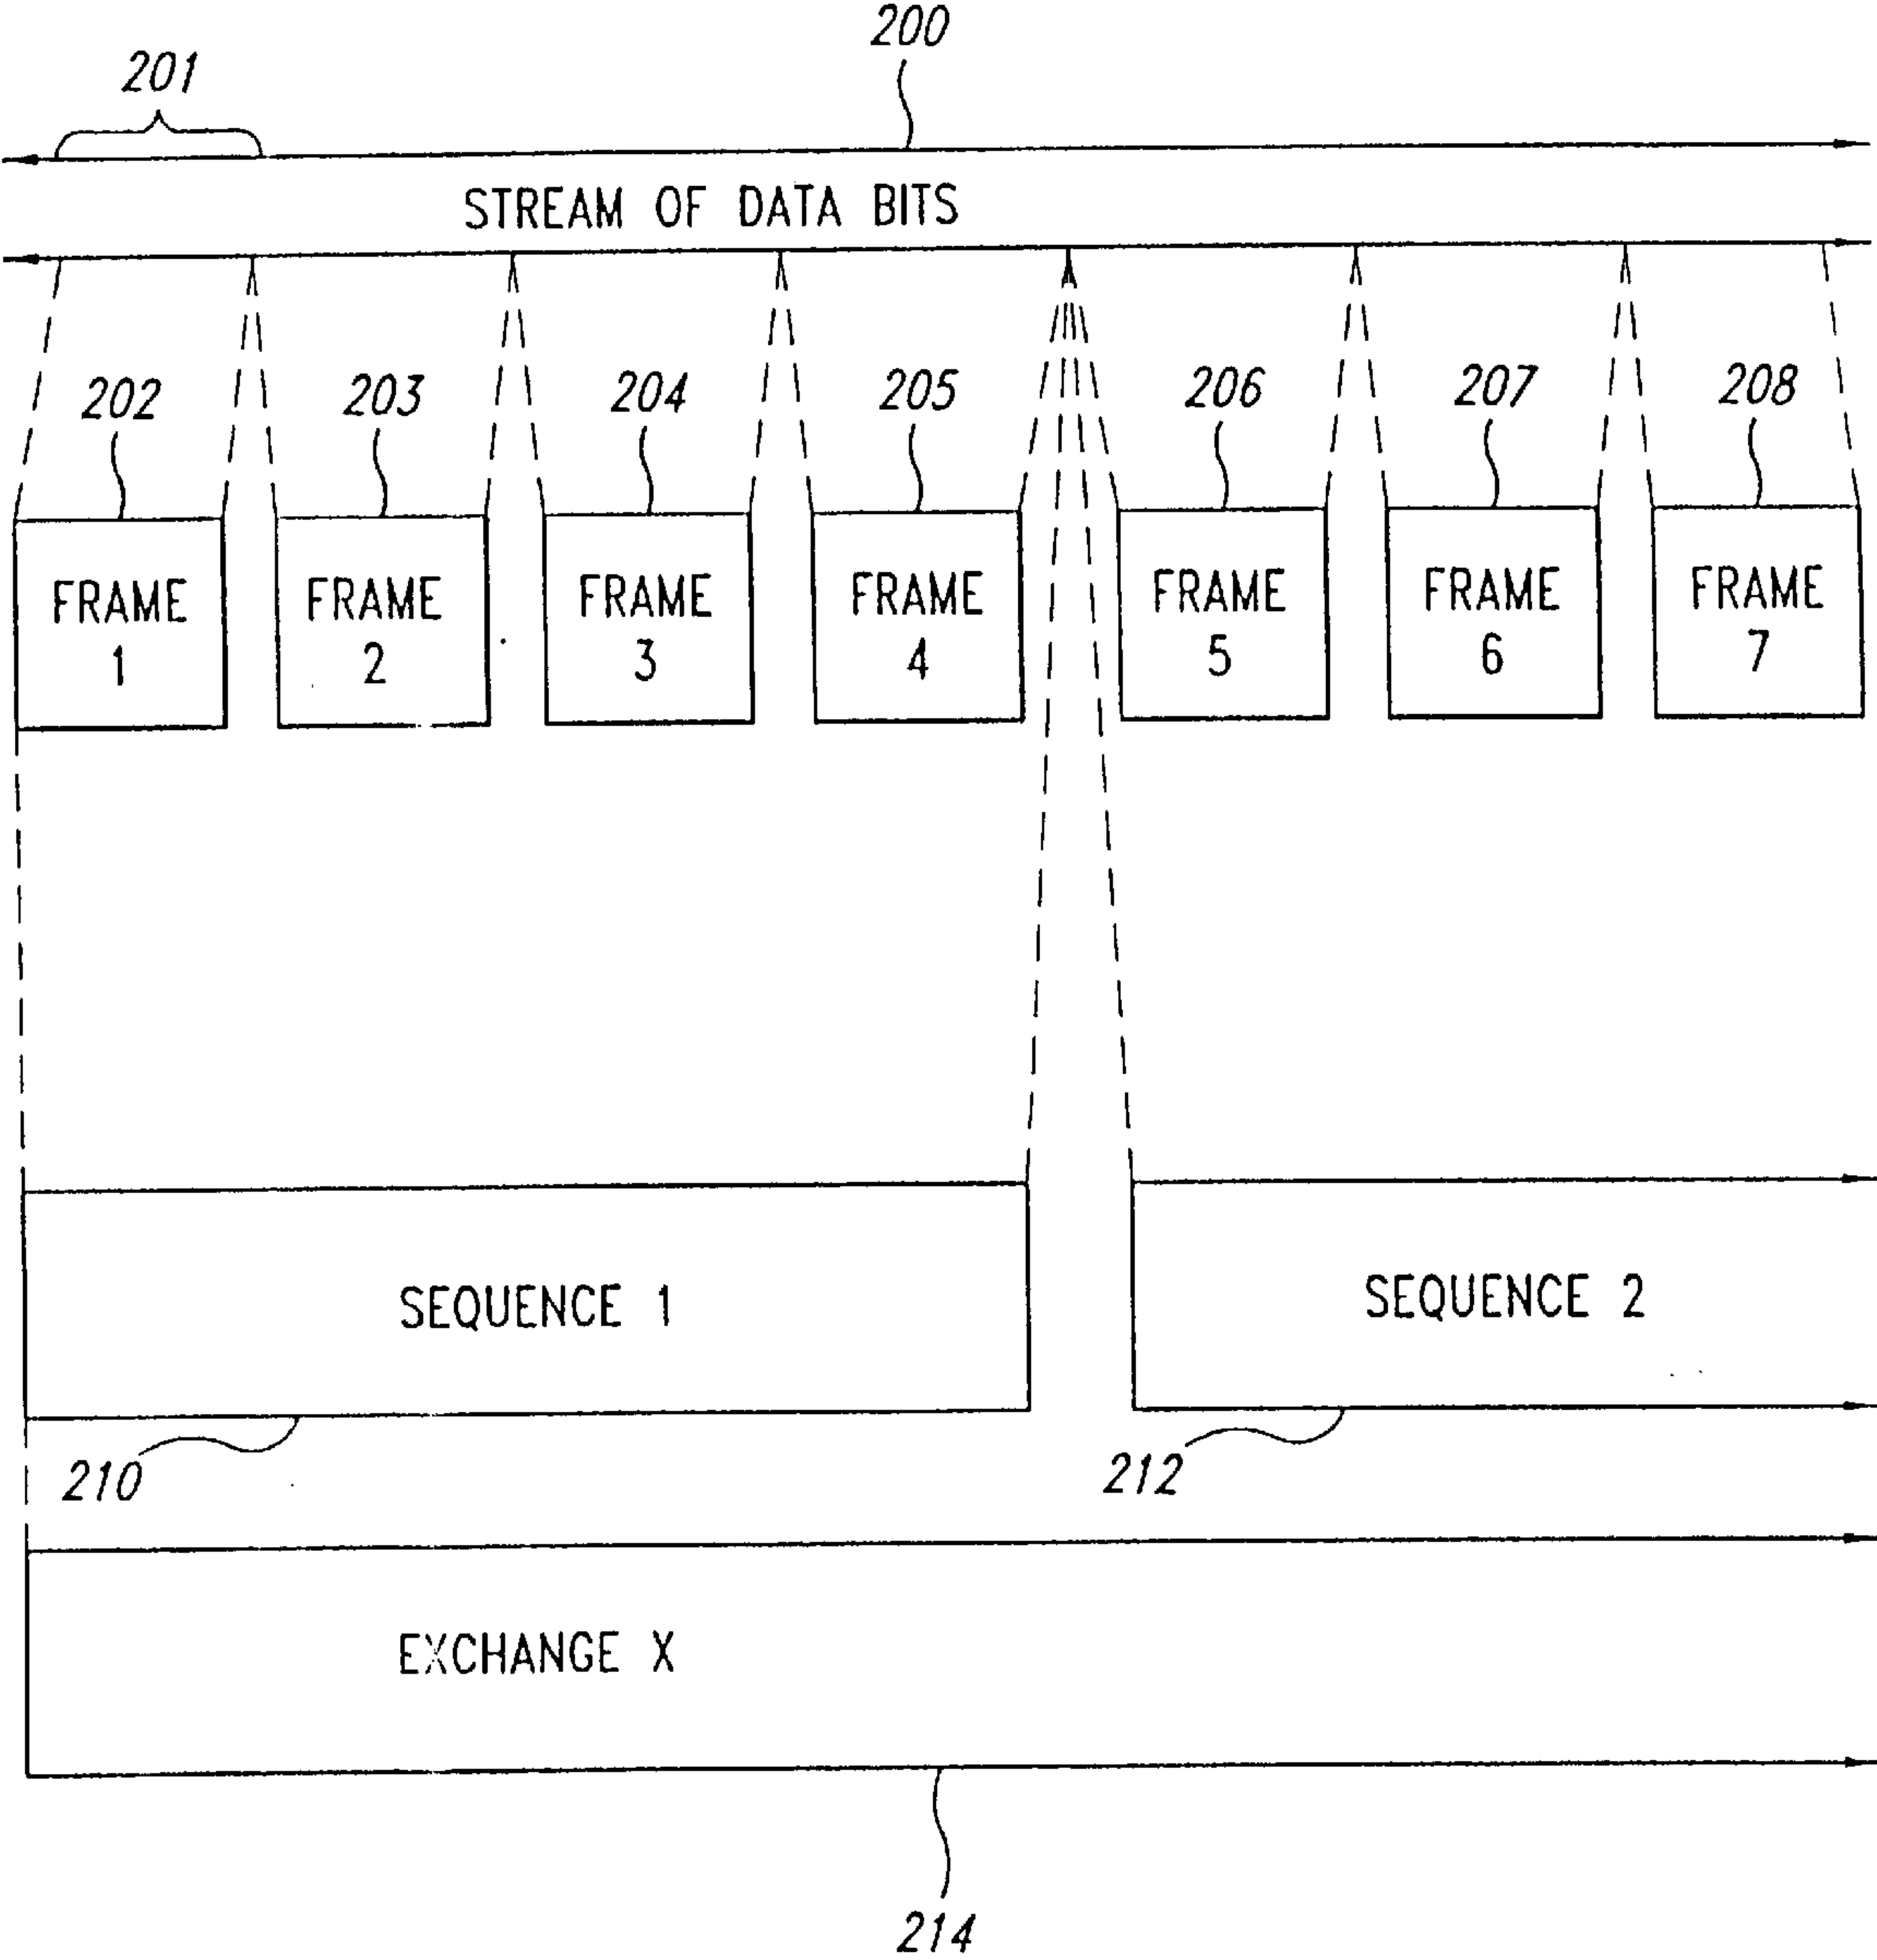 200
201
STREAM OF DATA BITS
202
203
204
205
206
207
208
FRAME
1
FRAME
2
FRAME
3
FRAME
4
FRAME
5
FRAME
6
FRAME
7
SEQUENCE 1
SEQUENCE 2
210
212
EXCHANGE X
214